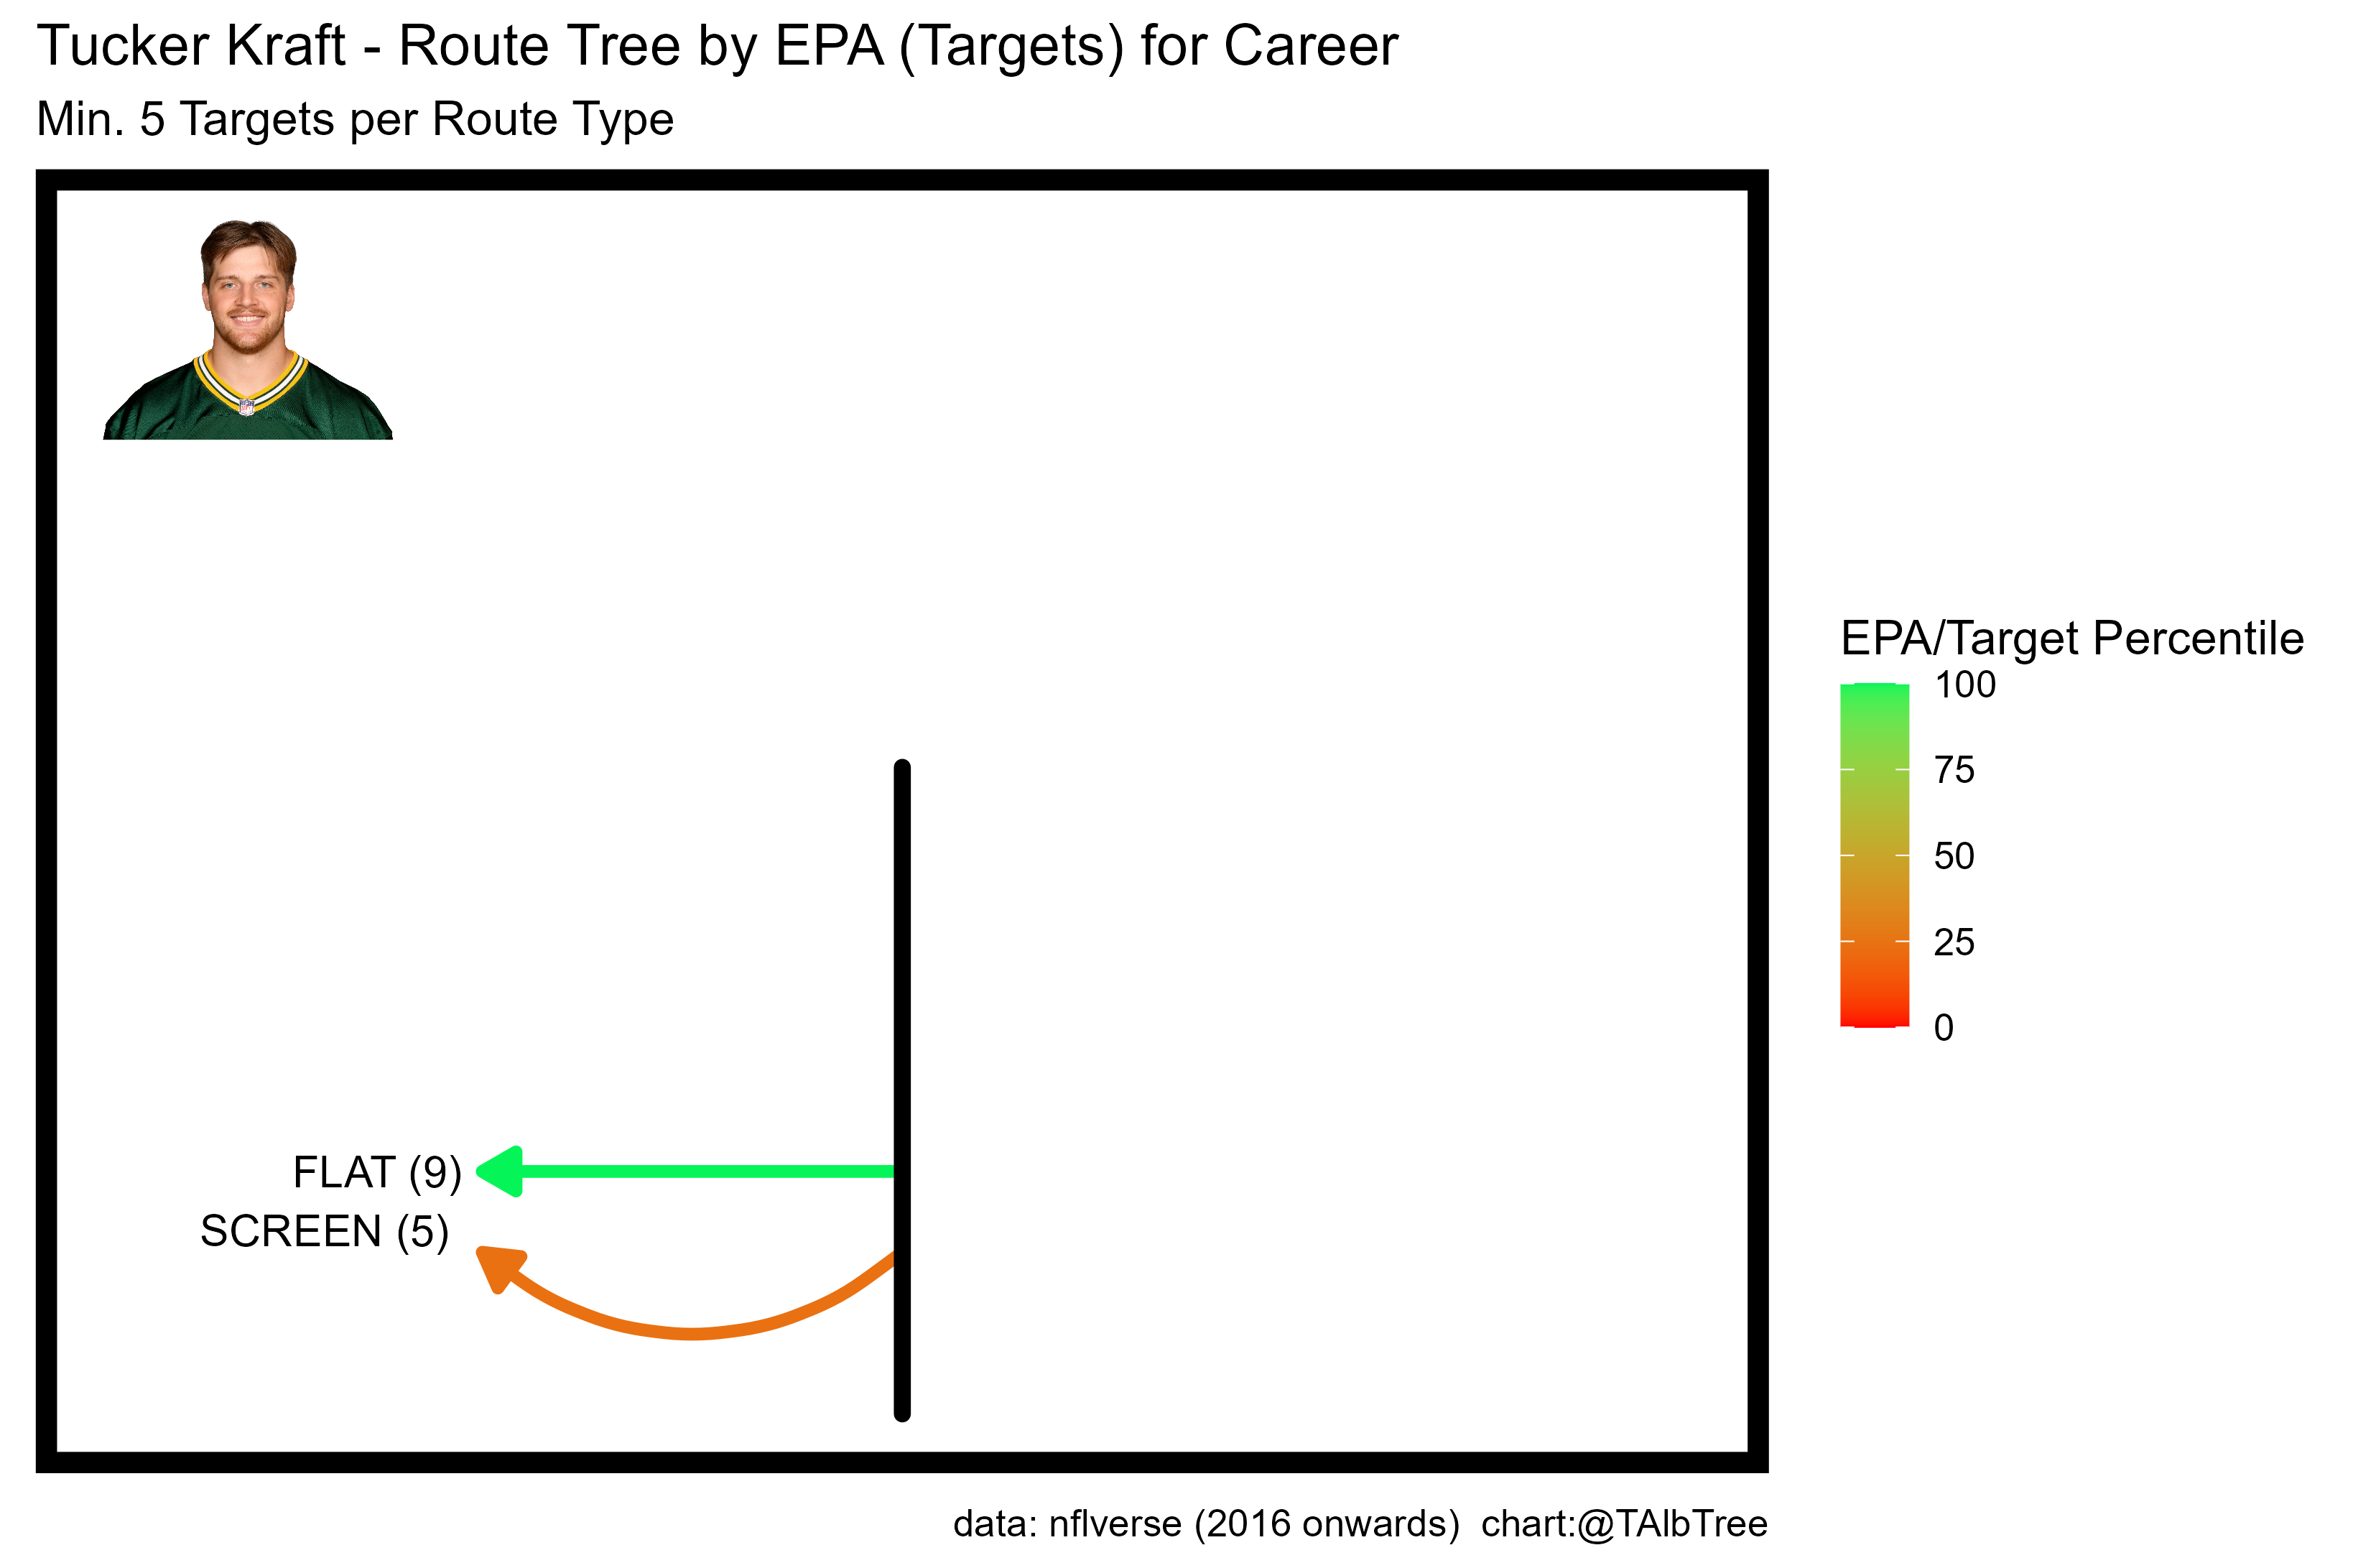 Tucker Kraft - Route Tree by EPA (Targets) for Career
Min. 5 Targets per Route Type
EPA/Target Percentile
100
75
50
25
0
FLAT (9)
SCREEN (5)
data: nflverse (2016 onwards)  chart:@TAlbTree